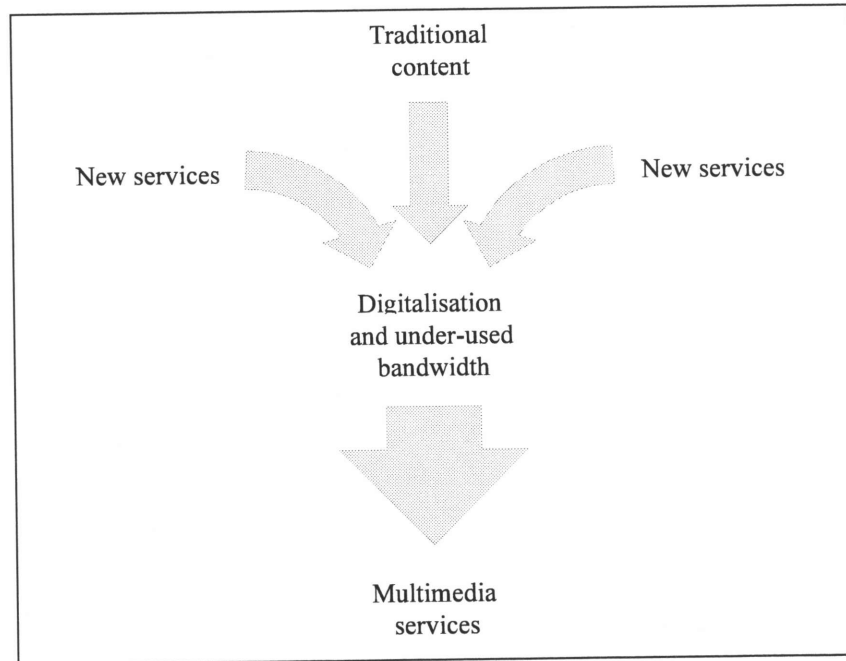 Traditional
content
New services
New services
Digitalisation
and under-used
bandwidth
Multimedia
services